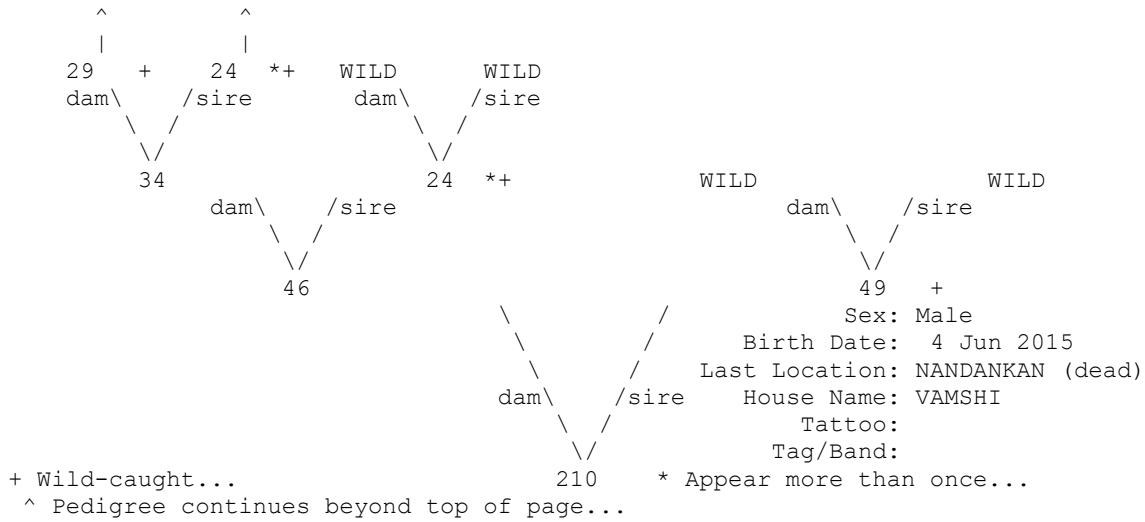 ^ ^
| |
29 + 24 *+ WILD WILD
dam\ /sire dam\ /sire
\ / \ /
\/ \/
34 24 *+ WILD WILD
dam\ /sire dam\ /sire
\ / \ /
\/ \/
46 49 +
\ / Sex: Male
\ / Birth Date: 4 Jun 2015
\ / Last Location: NANDANKAN (dead)
dam\ /sire House Name: VAMSHI
\ / Tattoo:
\/ Tag/Band:
+ Wild-caught... 210 * Appear more than once...
^ Pedigree continues beyond top of page...